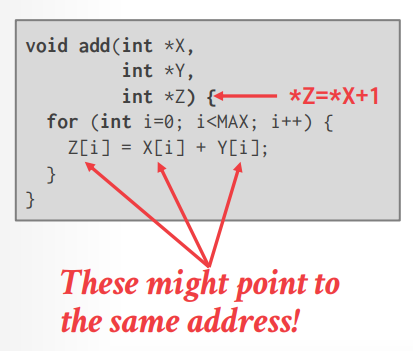 void add(int *X,
int *Y,
int *Z) {
*Z=*X+1
for (int i=0; i<MAX; i++) {
Z[i] = X[i] + Y[i];
}
}
These might point to
the same address!